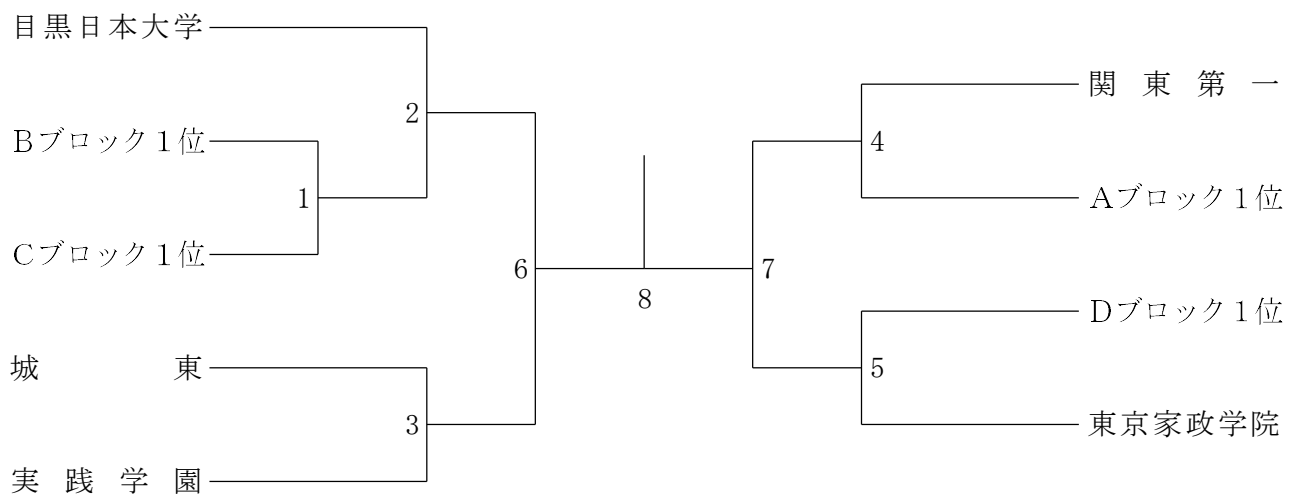 目黒日本大学
Bブロック1位
Cブロック1位
城東
実践学園
1
2
3
6
8
7
4
5
関東第一
Aブロック1位
Dブロック1位
東京家政学院